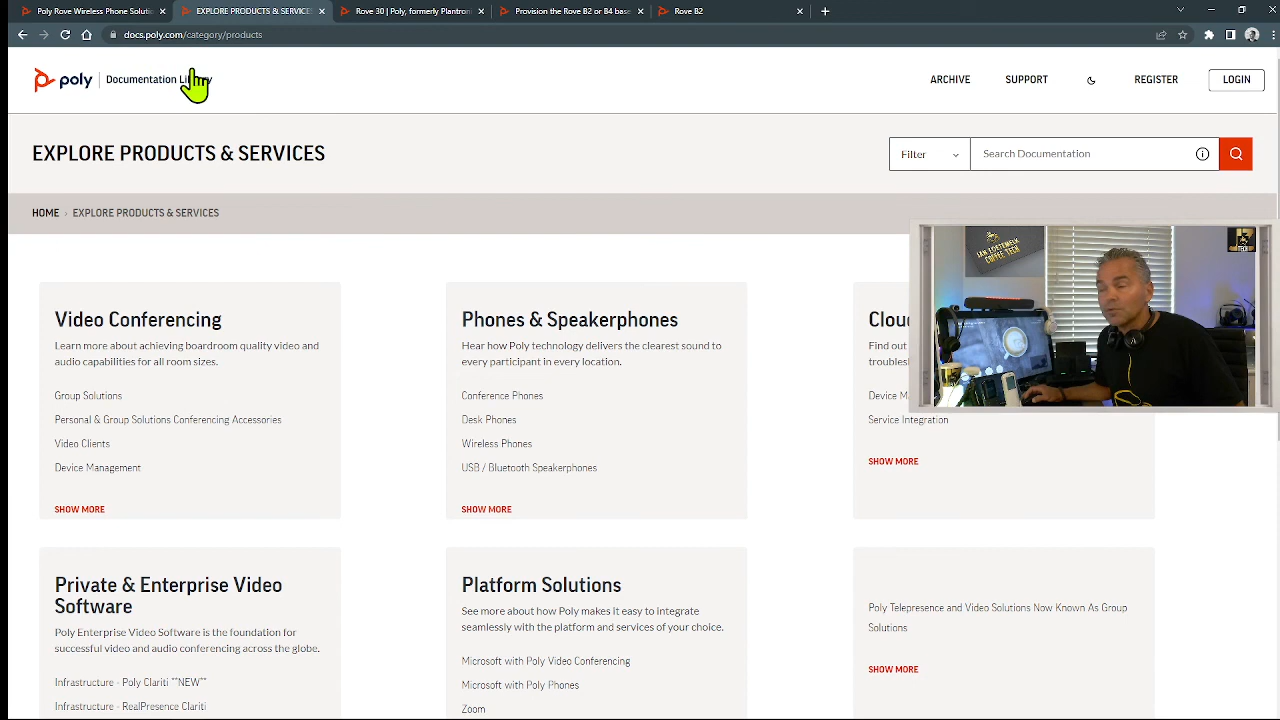 Poly Rove Wireless Phone Solutio
EXPLORE PRODUCTS & SERVICES
Rove 30 | Poly, formerly Plantron
Provision the Rove B2 or B4 base
Rove B2
docs.poly.com/category/products
poly
Documentation Library
ARCHIVE
SUPPORT
REGISTER
LOGIN
EXPLORE PRODUCTS & SERVICES
Filter
Search Documentation
HOME › EXPLORE PRODUCTS & SERVICES
Video Conferencing
Learn more about achieving boardroom quality video and
audio capabilities for all room sizes.
Group Solutions
Personal & Group Solutions Conferencing Accessories
Video Clients
Device Management
SHOW MORE
Phones & Speakerphones
Hear how Poly technology delivers the clearest sound to
every participant in every location.
Conference Phones
Desk Phones
Wireless Phones
USB / Bluetooth Speakerphones
SHOW MORE
Clou
Find out
troubles
Device M
Service Integration
SHOW MORE
Private & Enterprise Video
Software
Poly Enterprise Video Software is the foundation for
successful video and audio conferencing across the globe.
Infrastructure - Poly Clariti **NEW**
Infrastructure - RealPresence Clariti
Platform Solutions
See more about how Poly makes it easy to integrate
seamlessly with the platform and services of your choice.
Microsoft with Poly Video Conferencing
Microsoft with Poly Phones
Zoom
Poly Telepresence and Video Solutions Now Known As Group
Solutions
SHOW MORE